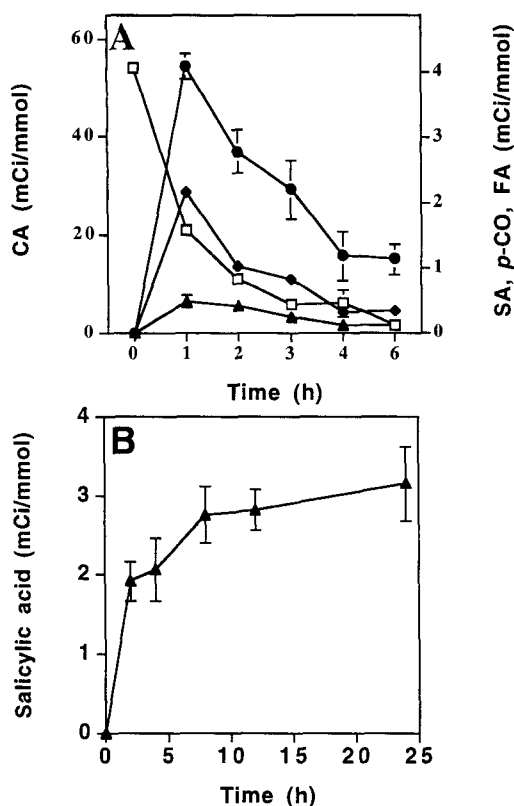 A
CA (mCi/mmol)
60
40
20
0
SA, p-CO, FA (mCi/mmol)
4
3
2
1
0
0 1 2 3 4 6
Time (h)
B
Salicylic acid (mCi/mmol)
4
3
2
1
0
0 5 10 15 20 25
Time (h)